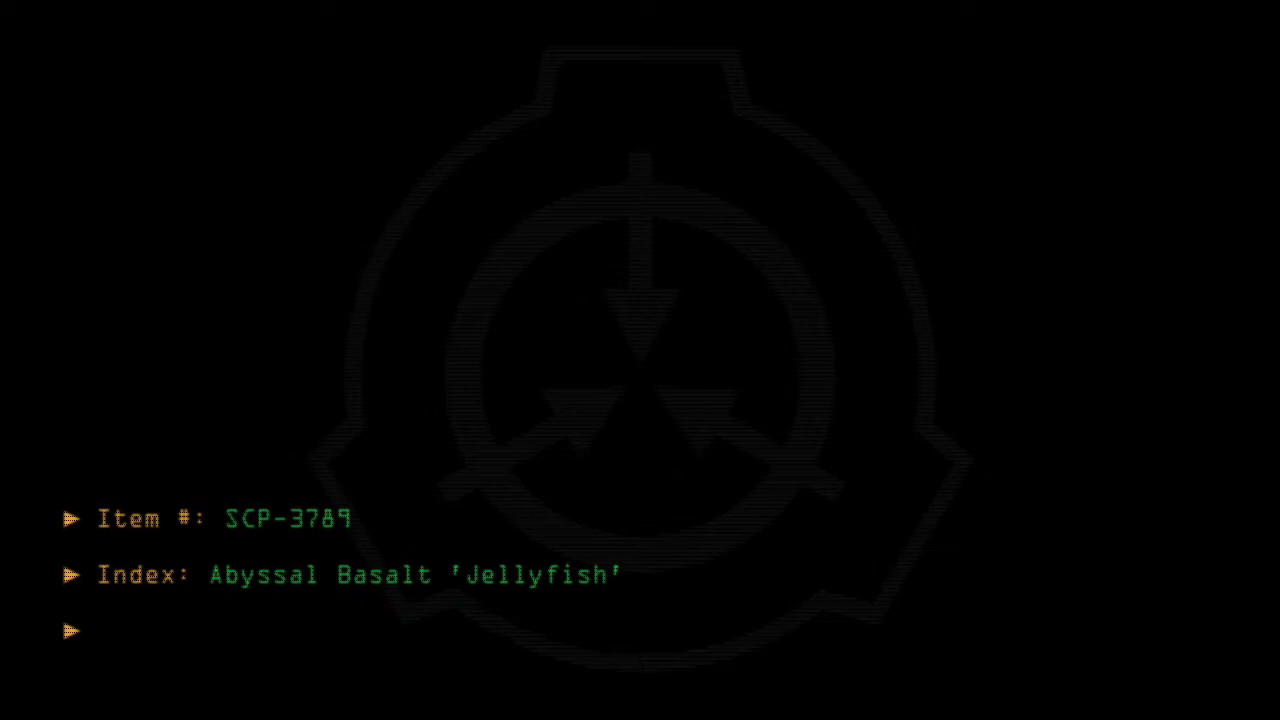 ► Item #: SCP-3789
► Index: Abyssal Basalt 'Jellyfish'
►